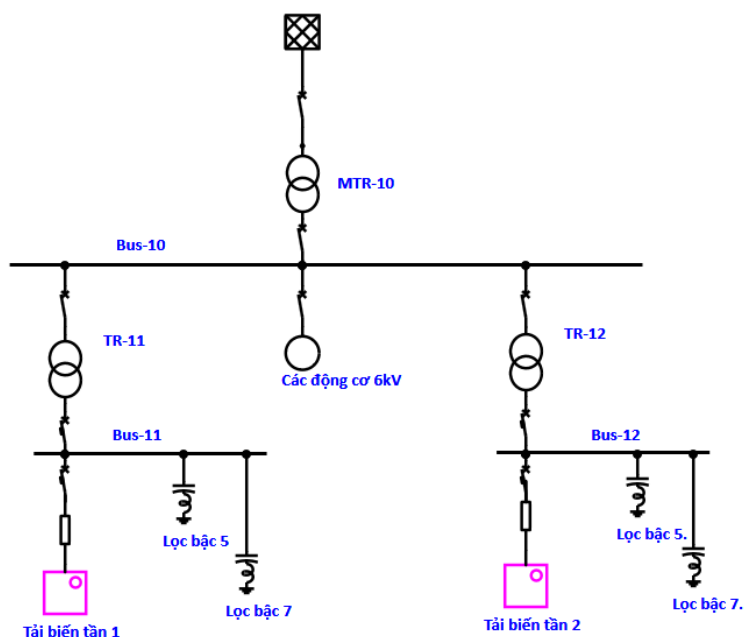 MTR-10
Bus-10
TR-11
TR-12
Các động cơ 6kV
Bus-11
Bus-12
Lọc bậc 5
Lọc bậc 5.
Lọc bậc 7
Lọc bậc 7.
Tải biến tần 1
Tải biến tần 2